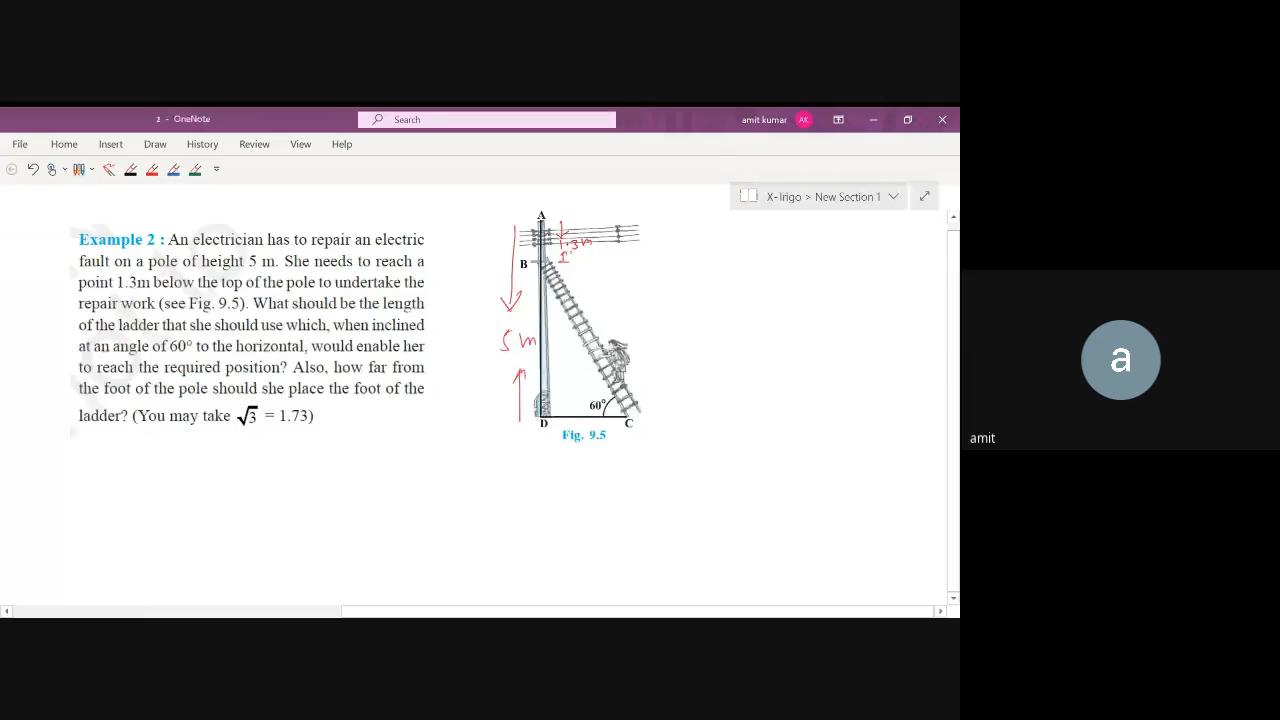 2 - OneNote
Search
amit kumar
AK
File Home Insert Draw History Review View Help
X-Trigo > New Section 1
Example 2 : An electrician has to repair an electric
fault on a pole of height 5 m. She needs to reach a
point 1.3m below the top of the pole to undertake the
repair work (see Fig. 9.5). What should be the length
of the ladder that she should use which, when inclined
at an angle of 60° to the horizontal, would enable her
to reach the required position? Also, how far from
the foot of the pole should she place the foot of the
ladder? (You may take √3 = 1.73)
A
1.3m
B
5 m
60°
D
C
Fig. 9.5
a
amit